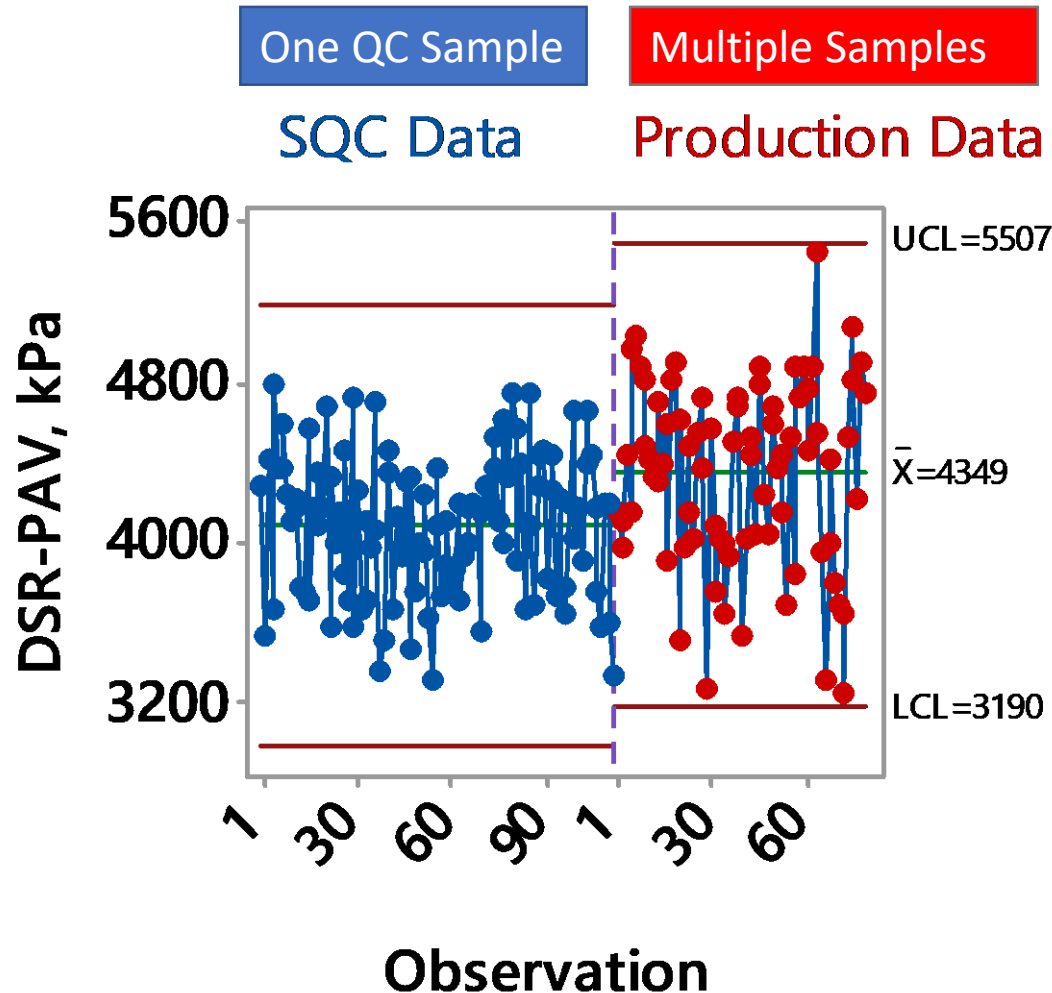 One QC Sample
Multiple Samples
SQC Data
Production Data
5600
4800
4000
3200
DSR-PAV, kPa
UCL=5507
X̄=4349
LCL=3190
1
30
60
90
1
30
60
Observation